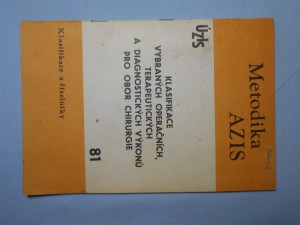 Metodika
AZIS
ÚZIS
KLASIFIKACE
VYBRANÝCH OPERAČNÍCH,
TERAPEUTICKÝCH
A DIAGNOSTICKÝCH VÝKONŮ
PRO OBOR CHIRURGIE
81
Klasifikace a číselníky